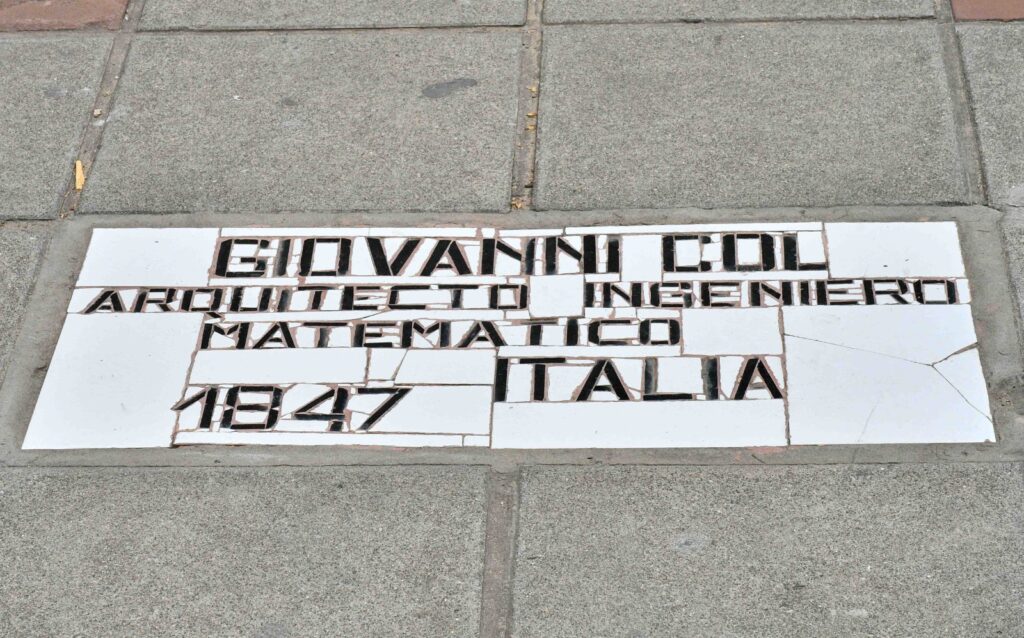 GIOVANNI COL
ARQUITECTO INGENIERO
MATEMATICO
1847 ITALIA